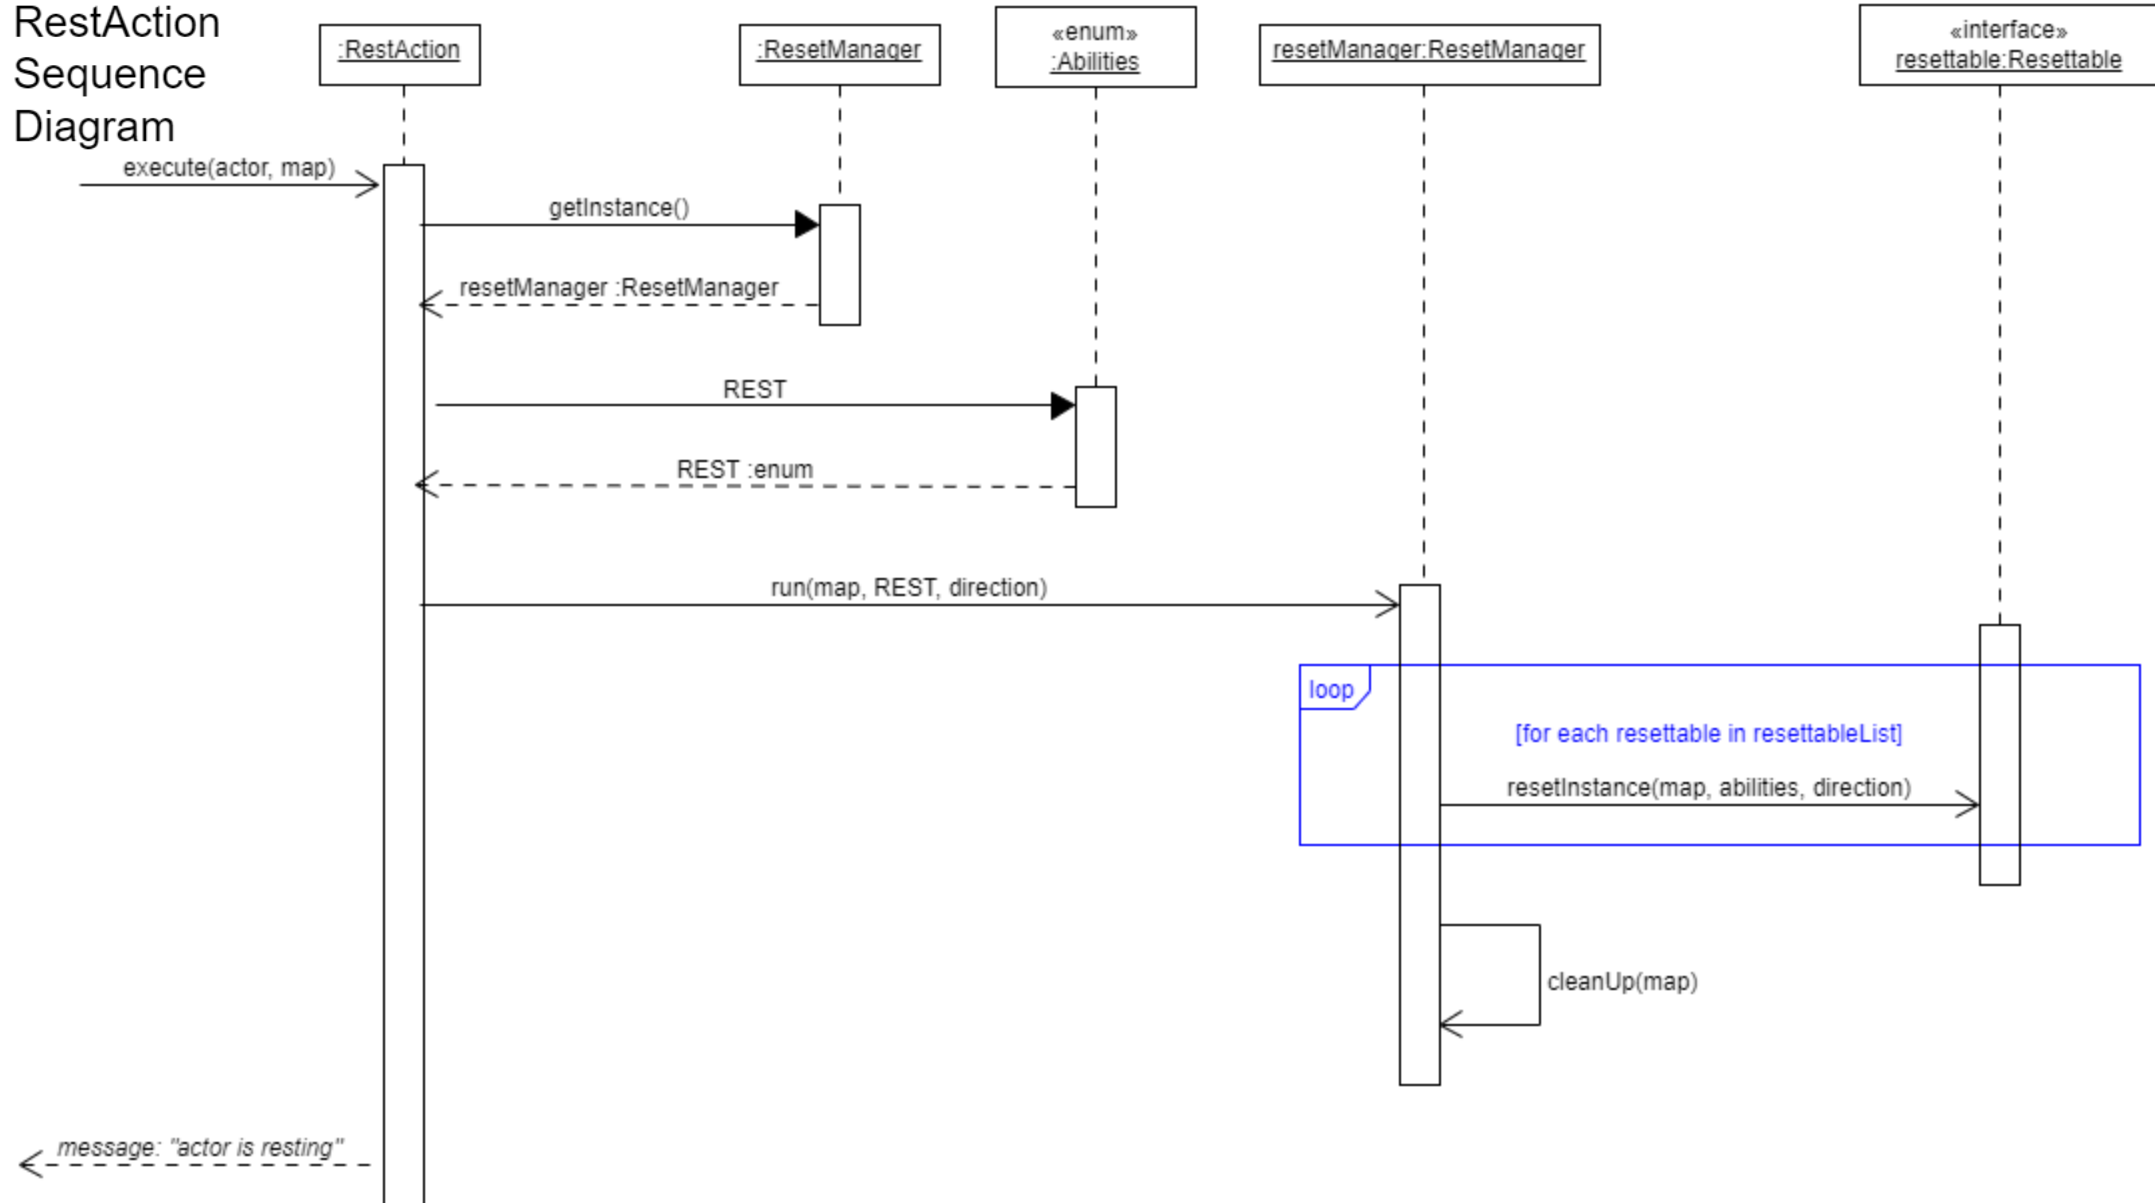 RestAction
Sequence
Diagram
:RestAction
:ResetManager
«enum»
:Abilities
resetManager:ResetManager
«interface»
resettable:Resettable
execute(actor, map)
getInstance()
resetManager :ResetManager
REST
REST :enum
run(map, REST, direction)
loop
[for each resettable in resettableList]
resetInstance(map, abilities, direction)
cleanUp(map)
message: "actor is resting"